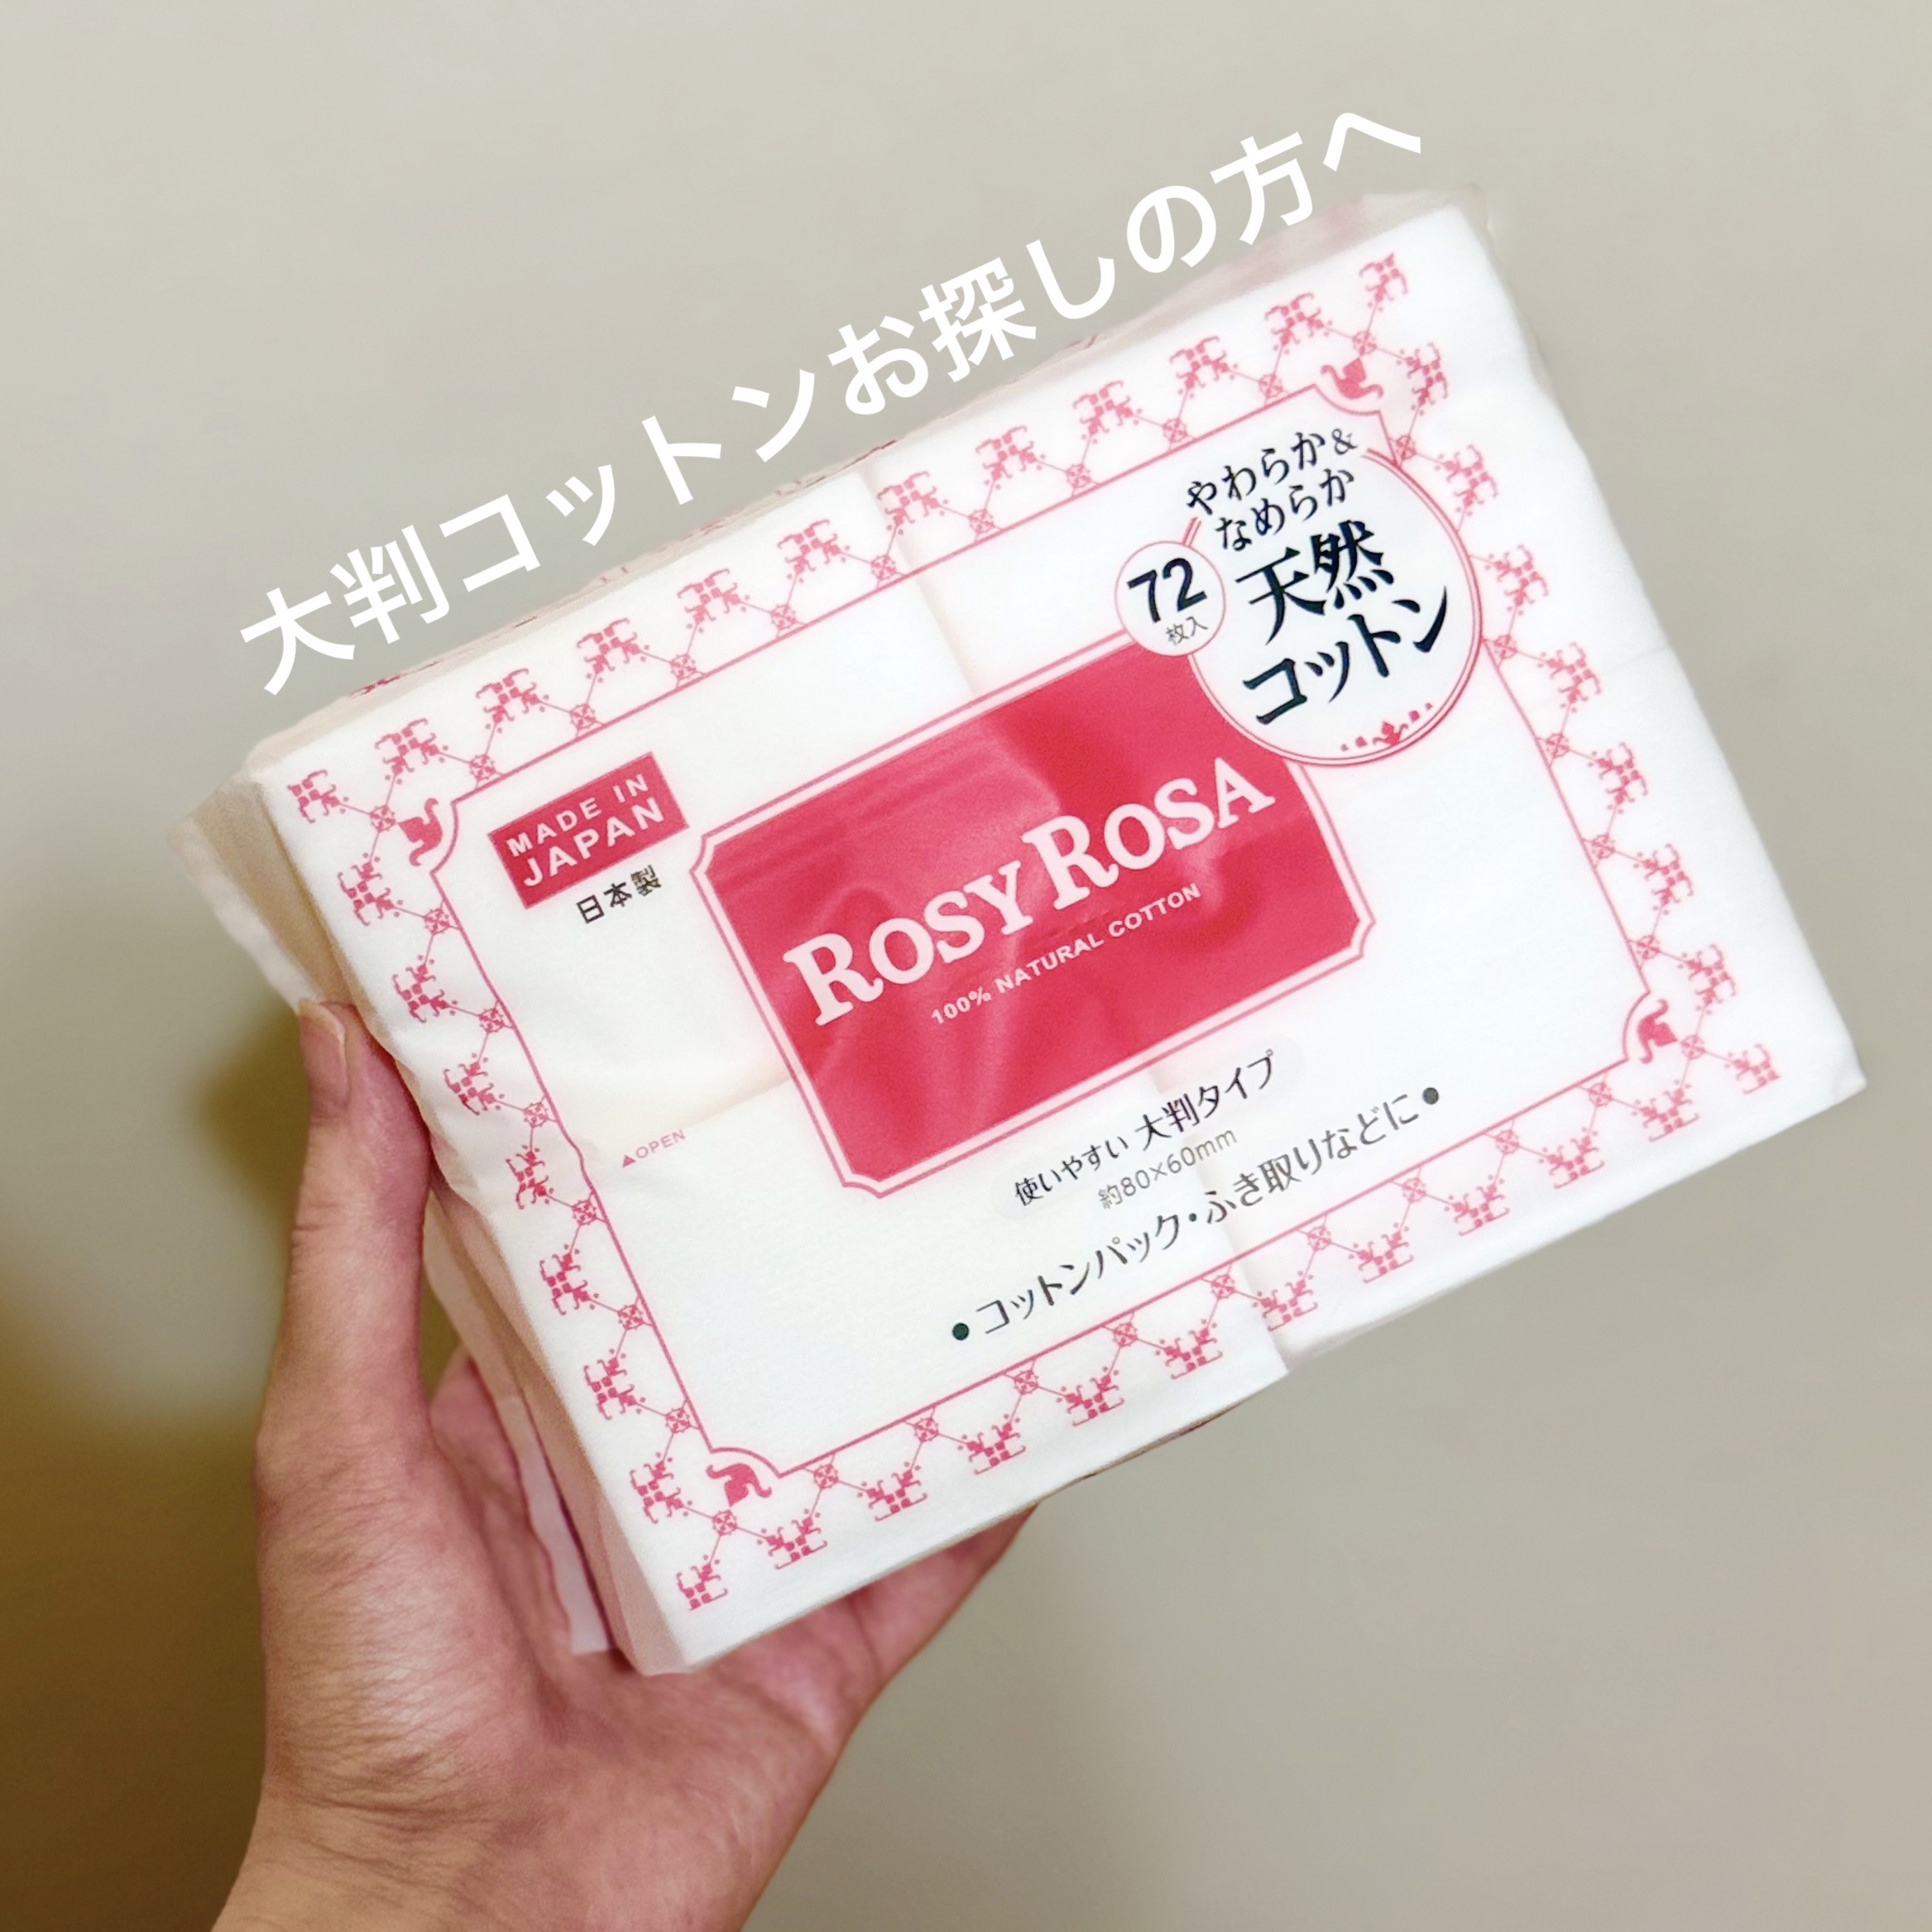 大判コットンお探しの方へ
やわらか&
なめらか
天然
コットン
72
枚入
MADE IN
JAPAN
日本製
ROSY ROSA
100% NATURAL COTTON
▲OPEN
使いやすい 大判タイプ
約80×60mm
●コットンパック・ふき取りなどに●